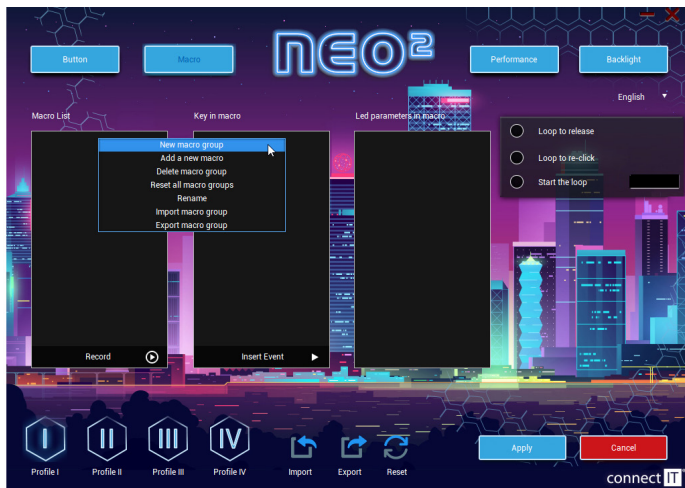 NEO²
Button
Macro
Performance
Backlight
English
Macro List
Key in macro
Led parameters in macro
New macro group
Add a new macro
Delete macro group
Reset all macro groups
Rename
Import macro group
Export macro group
Loop to release
Loop to re-click
Start the loop
Record
Insert Event
I
II
III
IV
Profile I
Profile II
Profile III
Profile IV
Import
Export
Reset
Apply
Cancel
connect IT